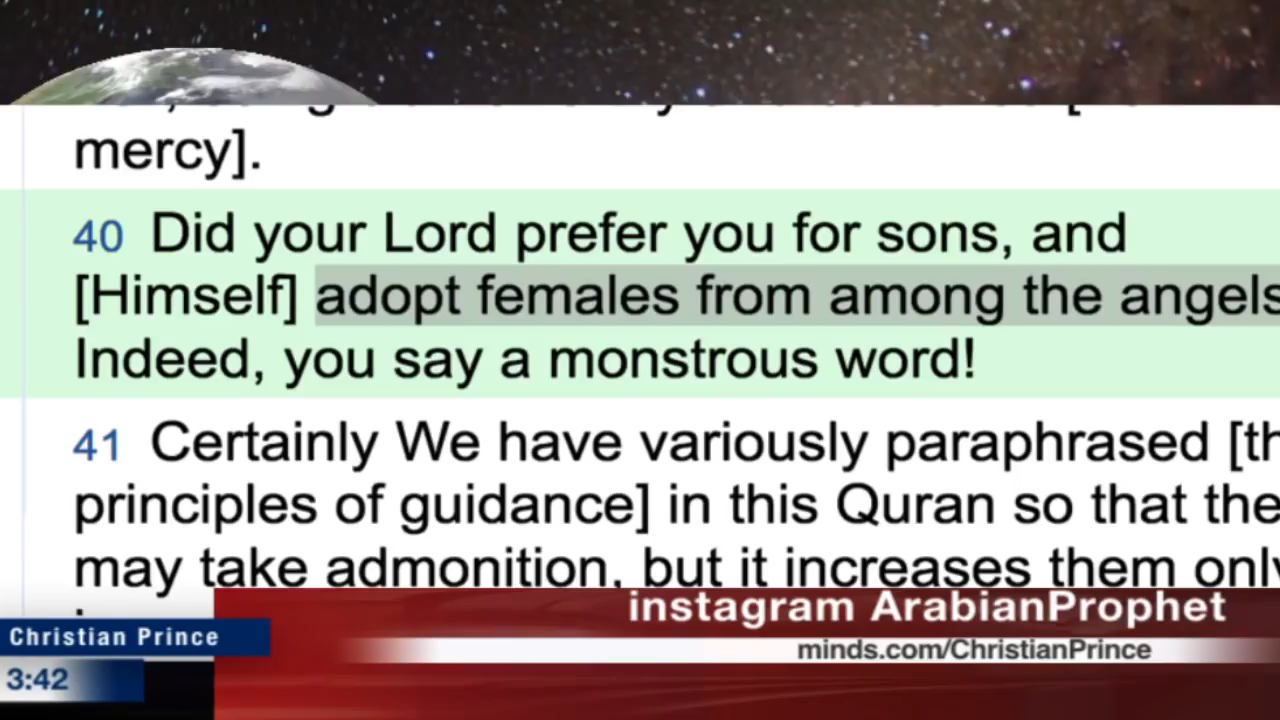 mercy].
40 Did your Lord prefer you for sons, and
[Himself] adopt females from among the angels
Indeed, you say a monstrous word!
41 Certainly We have variously paraphrased [th
principles of guidance] in this Quran so that the
may take admonition, but it increases them only
instagram ArabianProphet
Christian Prince
minds.com/ChristianPrince
3:42